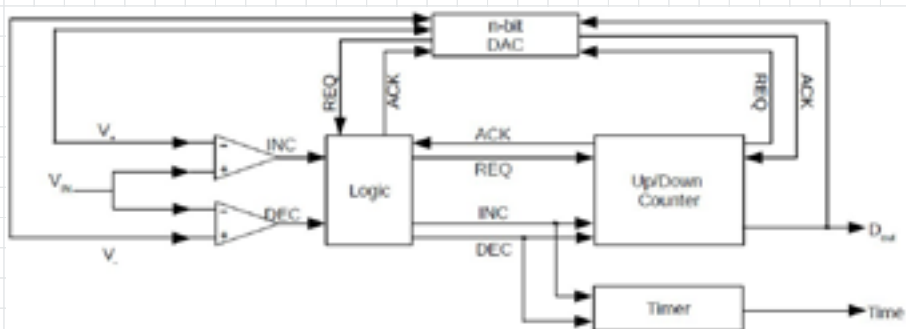 n-bit
DAC
REQ
ACK
REQ
ACK
V+
INC
ACK
REQ
Logic
Up/Down
Counter
VIN
DEC
INC
DEC
V-
Dout
Timer
Time